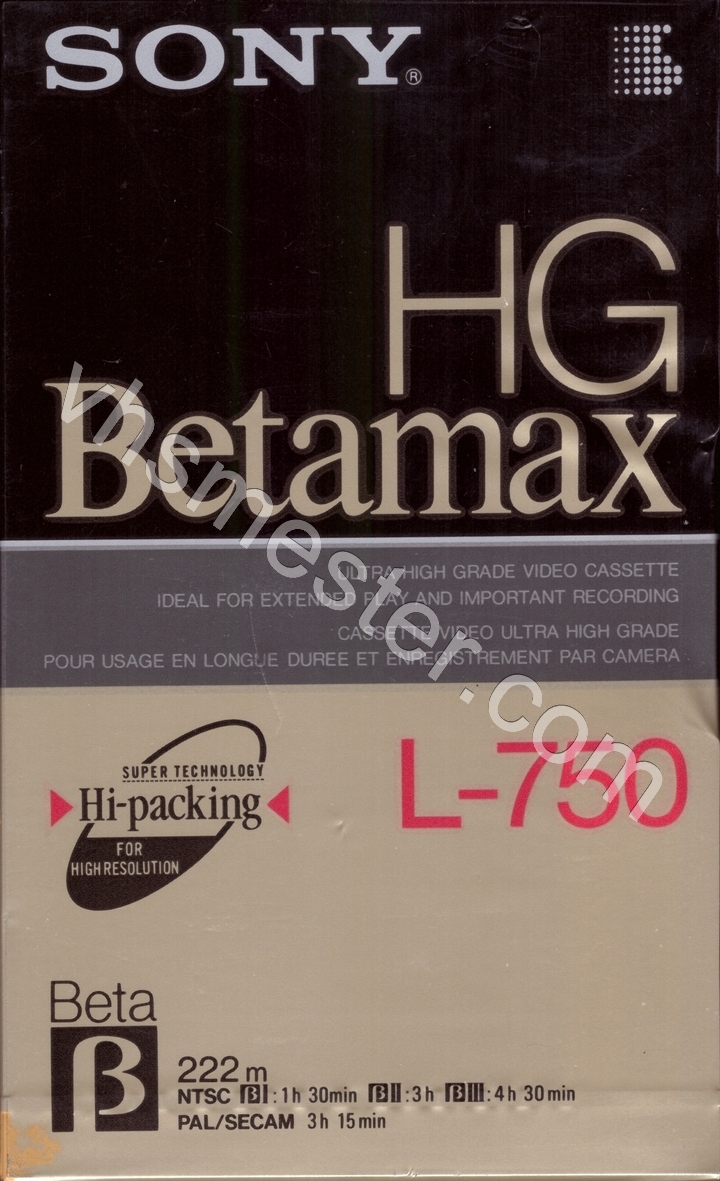 SONY®
HG
Betamax
ULTRA HIGH GRADE VIDEO CASSETTE
IDEAL FOR EXTENDED PLAY AND IMPORTANT RECORDING
CASSETTE VIDEO ULTRA HIGH GRADE
POUR USAGE EN LONGUE DUREE ET ENREGISTREMENT PAR CAMERA
vhsmester.com
L-750
SUPER TECHNOLOGY
Hi-packing
FOR
HIGH RESOLUTION
Beta
β
222 m
NTSC βI : 1h 30min βII : 3h βIII : 4h 30min
PAL/SECAM 3h 15min